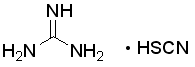 NH
H₂N NH₂ · HSCN